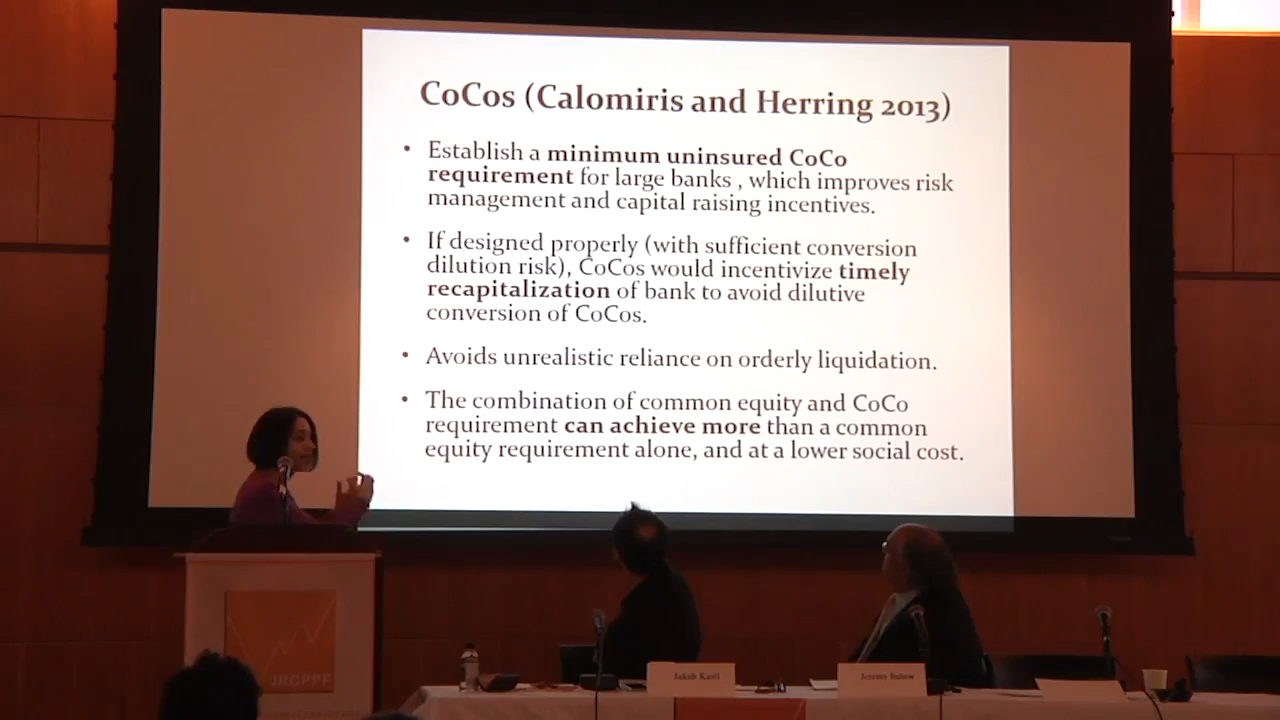 CoCos (Calomiris and Herring 2013)
• Establish a minimum uninsured CoCo
requirement for large banks , which improves risk
management and capital raising incentives.
• If designed properly (with sufficient conversion
dilution risk), CoCos would incentivize timely
recapitalization of bank to avoid dilutive
conversion of CoCos.
• Avoids unrealistic reliance on orderly liquidation.
• The combination of common equity and CoCo
requirement can achieve more than a common
equity requirement alone, and at a lower social cost.
JRCPPF
Jakub Kastl
Jeremy Bulow